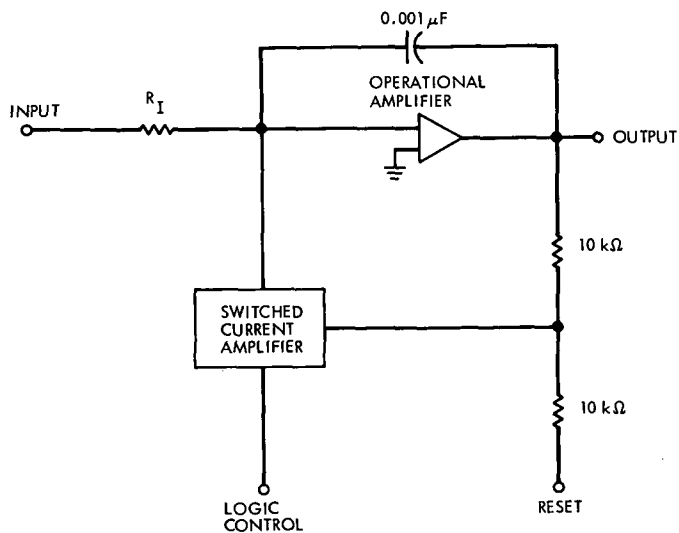 0.001 μF
OPERATIONAL
AMPLIFIER
INPUT
R_I
OUTPUT
10 kΩ
SWITCHED
CURRENT
AMPLIFIER
10 kΩ
LOGIC
CONTROL
RESET